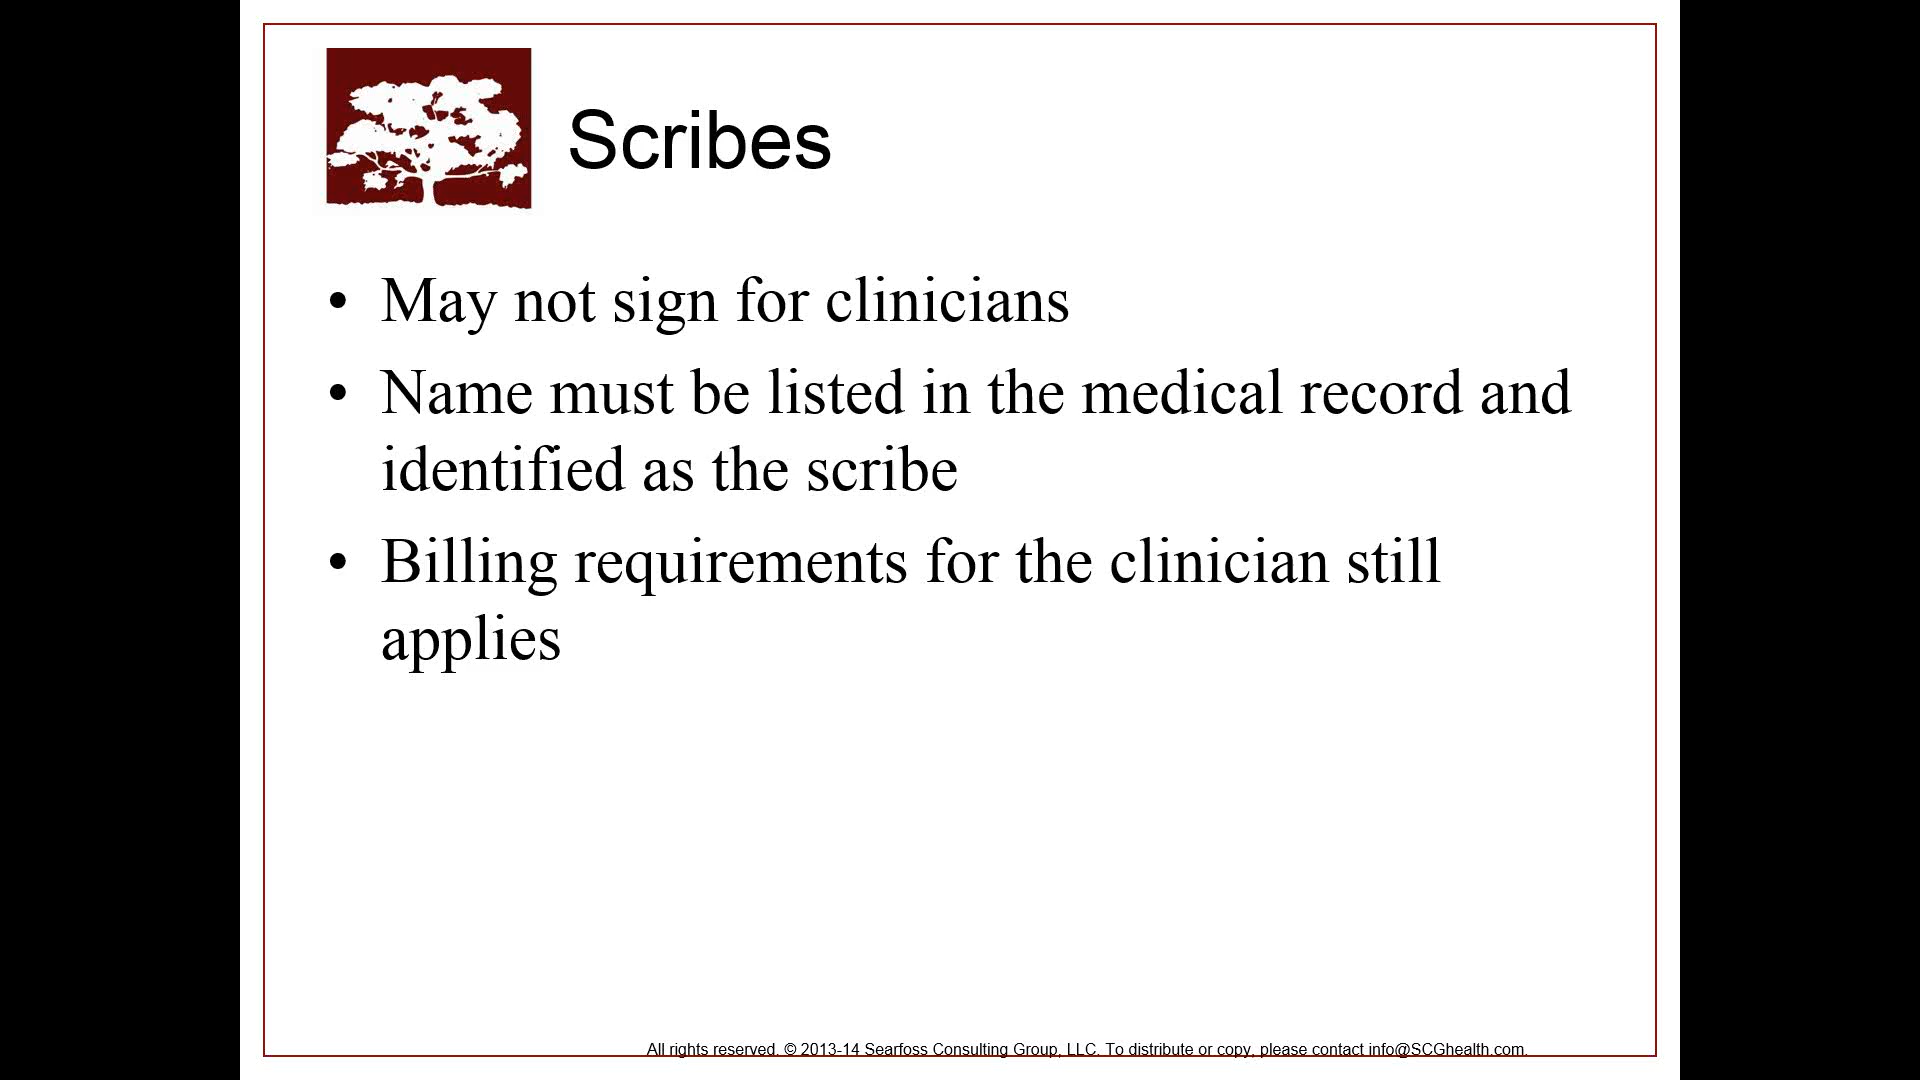 Scribes
• May not sign for clinicians
• Name must be listed in the medical record and
identified as the scribe
• Billing requirements for the clinician still
applies
All rights reserved. © 2013-14 Searfoss Consulting Group, LLC. To distribute or copy, please contact info@SCGhealth.com.